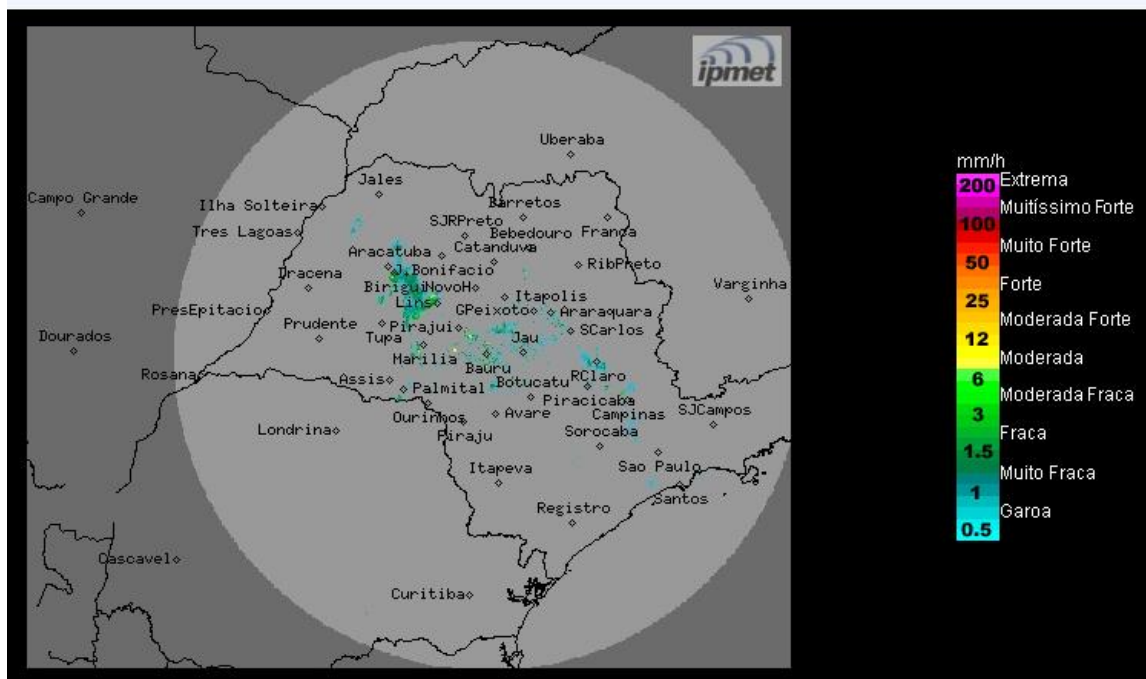 ipmet
Uberaba
Jales
Campo Grande
Ilha Solteira
Barretos
SJRPreto
Tres Lagoas
Bebedouro
Franca
Aracatuba
Catanduva
Dracena
J.Bonifacio
RibPreto
Varginha
Birigui
NovoH
Lins
Itapolis
PresEpitacio
GPeixoto
Araraquara
Prudente
Pirajui
SCarlos
Dourados
Tupa
Jau
Marilia
Bauru
Rosana
Assis
Palmital
Botucatu
RClaro
Piracicaba
Ourinhos
Avare
Campinas
SJCampos
Londrina
Piraju
Sorocaba
Itapeva
Sao Paulo
Santos
Registro
Cascavel
Curitiba
mm/h
200 Extrema
Muitíssimo Forte
100
Muito Forte
50
Forte
25
Moderada Forte
12
Moderada
6
Moderada Fraca
3
Fraca
1.5
Muito Fraca
1
Garoa
0.5